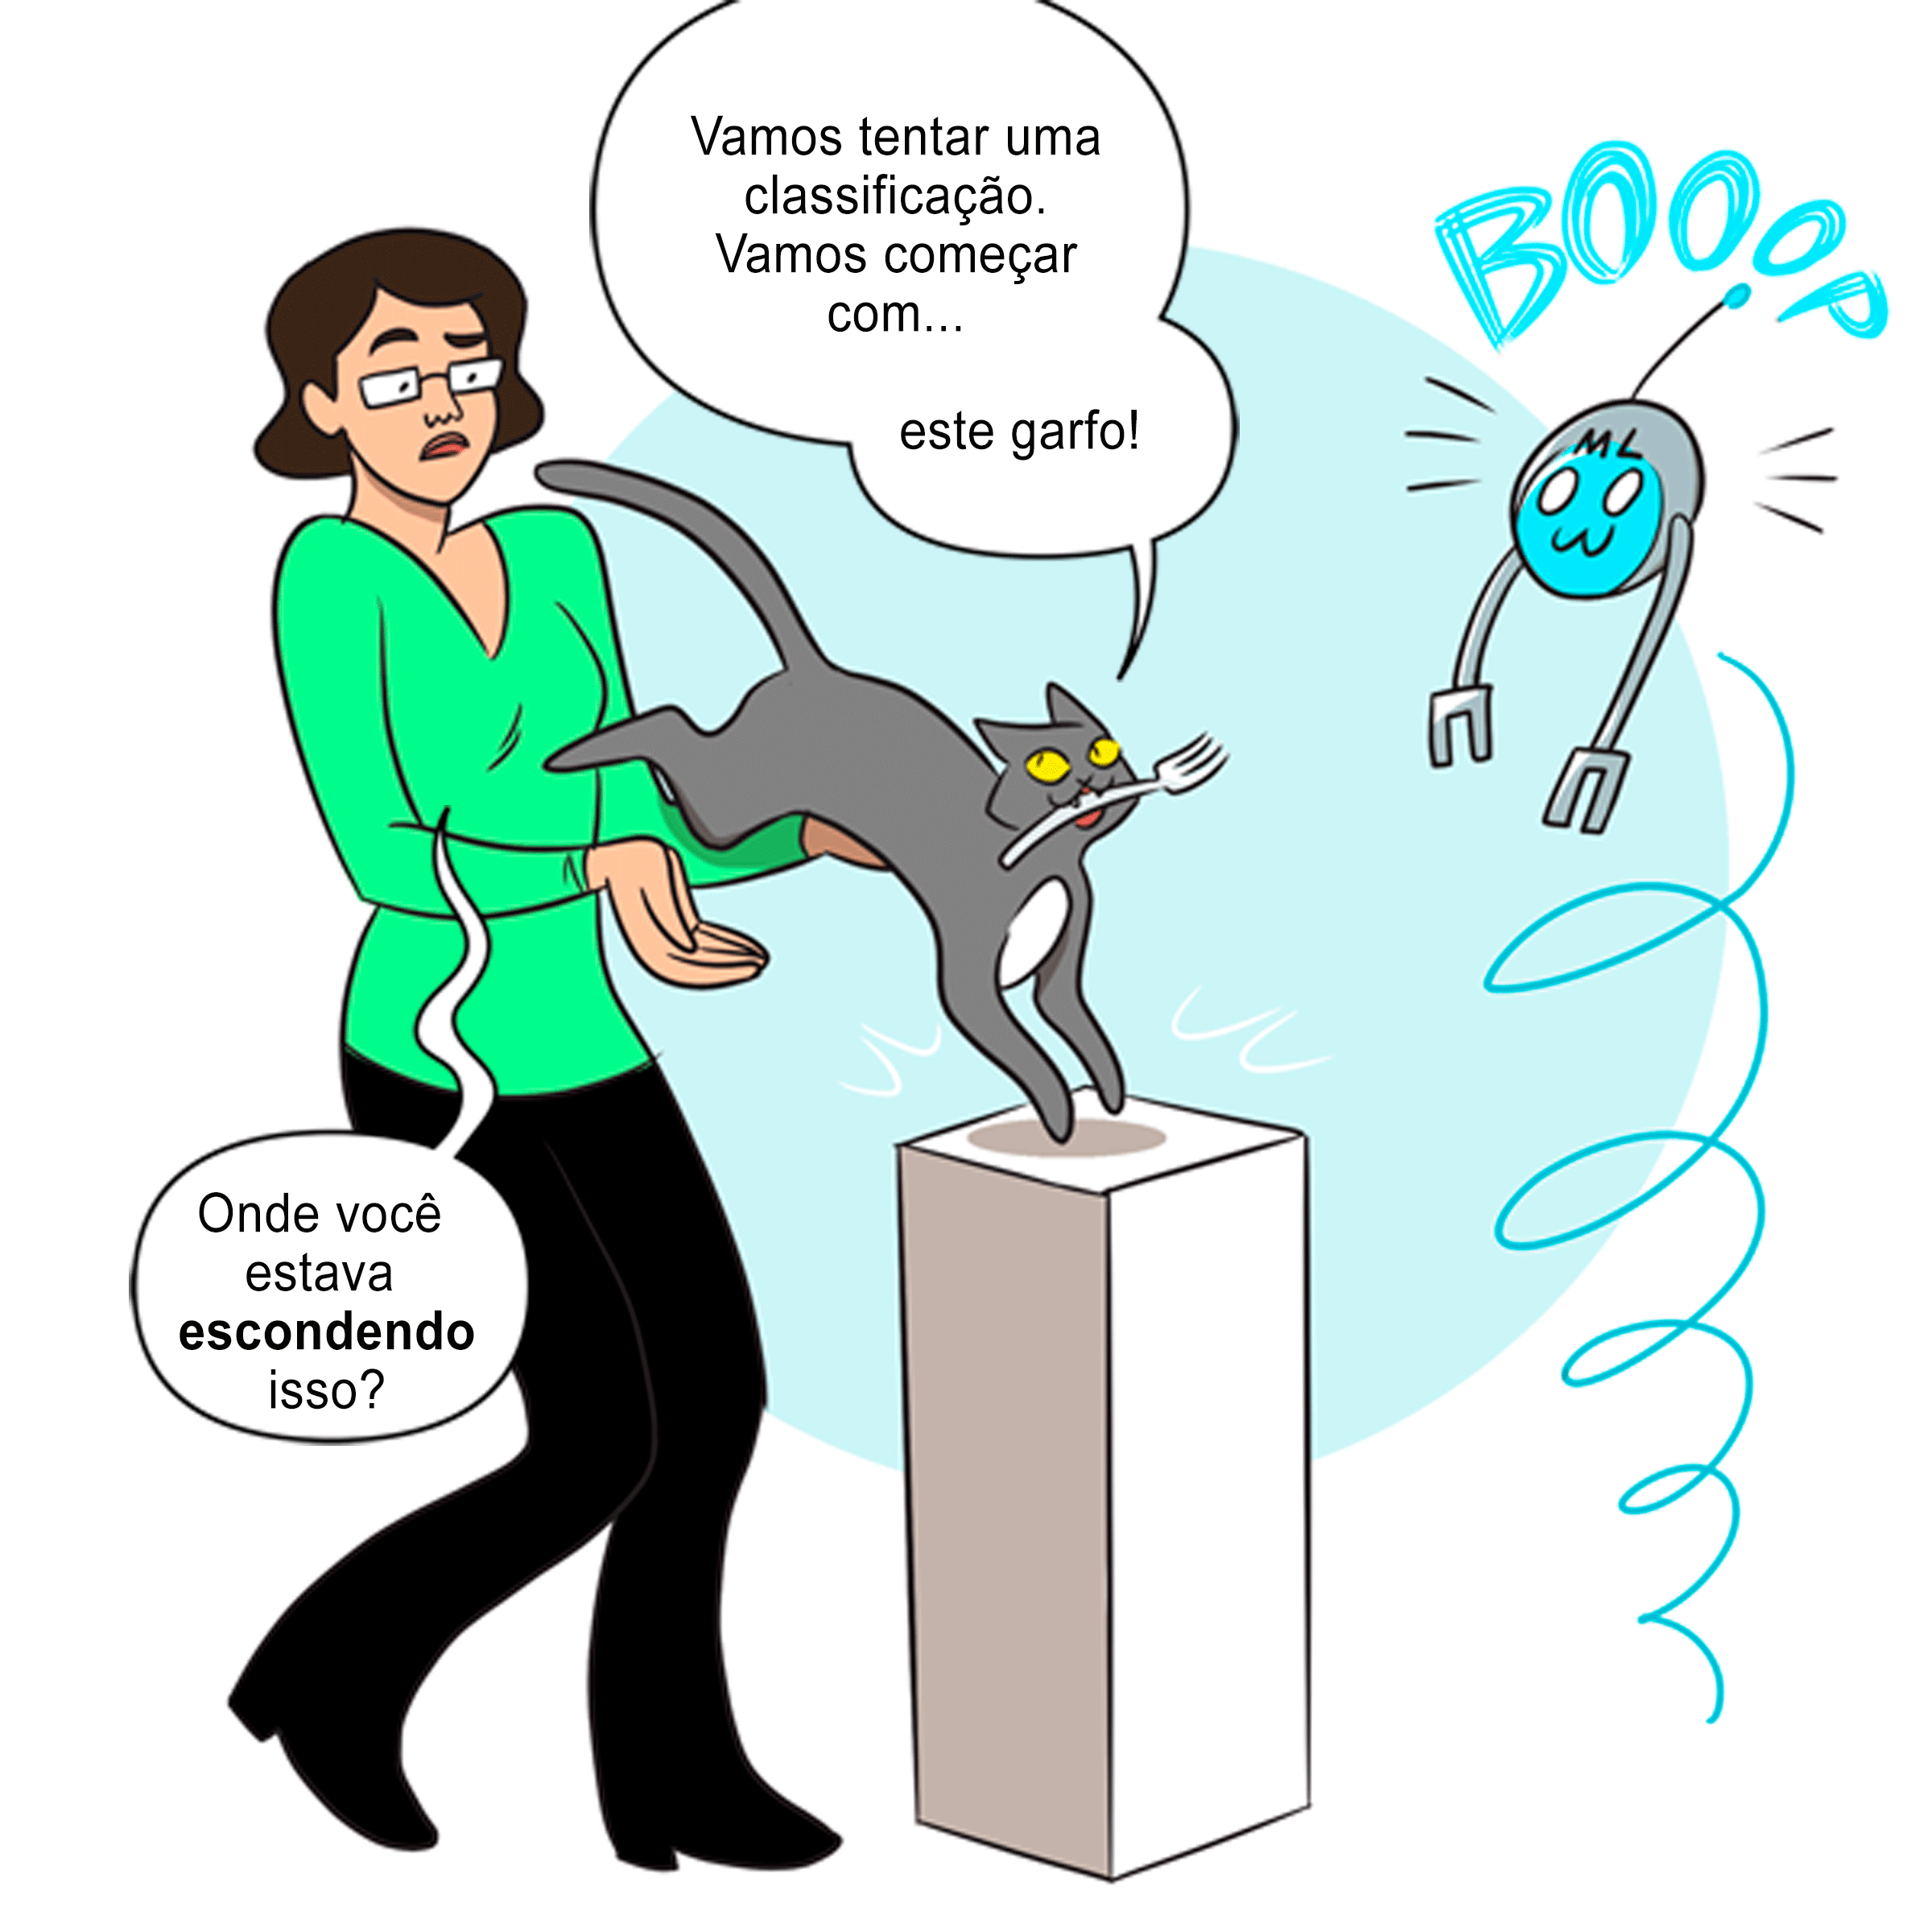 Vamos tentar uma
classificação.
Vamos começar
com...
este garfo!
BOOOP
ML
Onde você
estava
escondendo
isso?